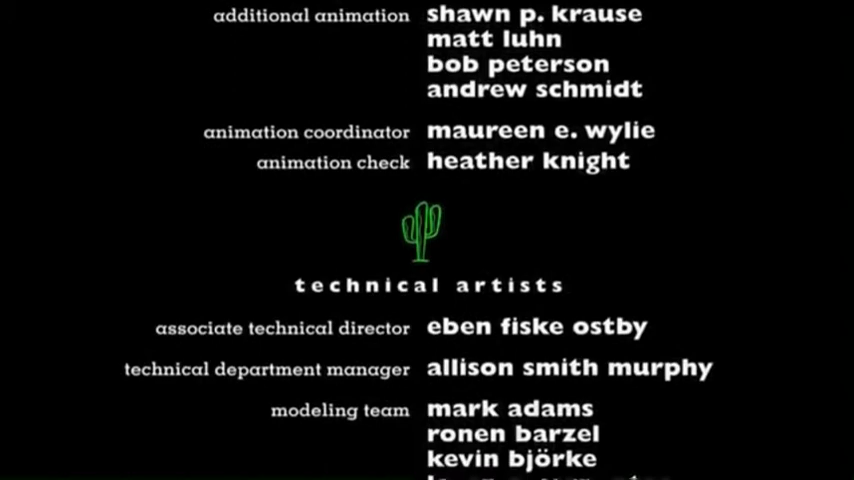 additional animation shawn p. krause
matt luhn
bob peterson
andrew schmidt
animation coordinator maureen e. wylie
animation check heather knight
technical artists
associate technical director eben fiske ostby
technical department manager allison smith murphy
modeling team mark adams
ronen barzel
kevin björke